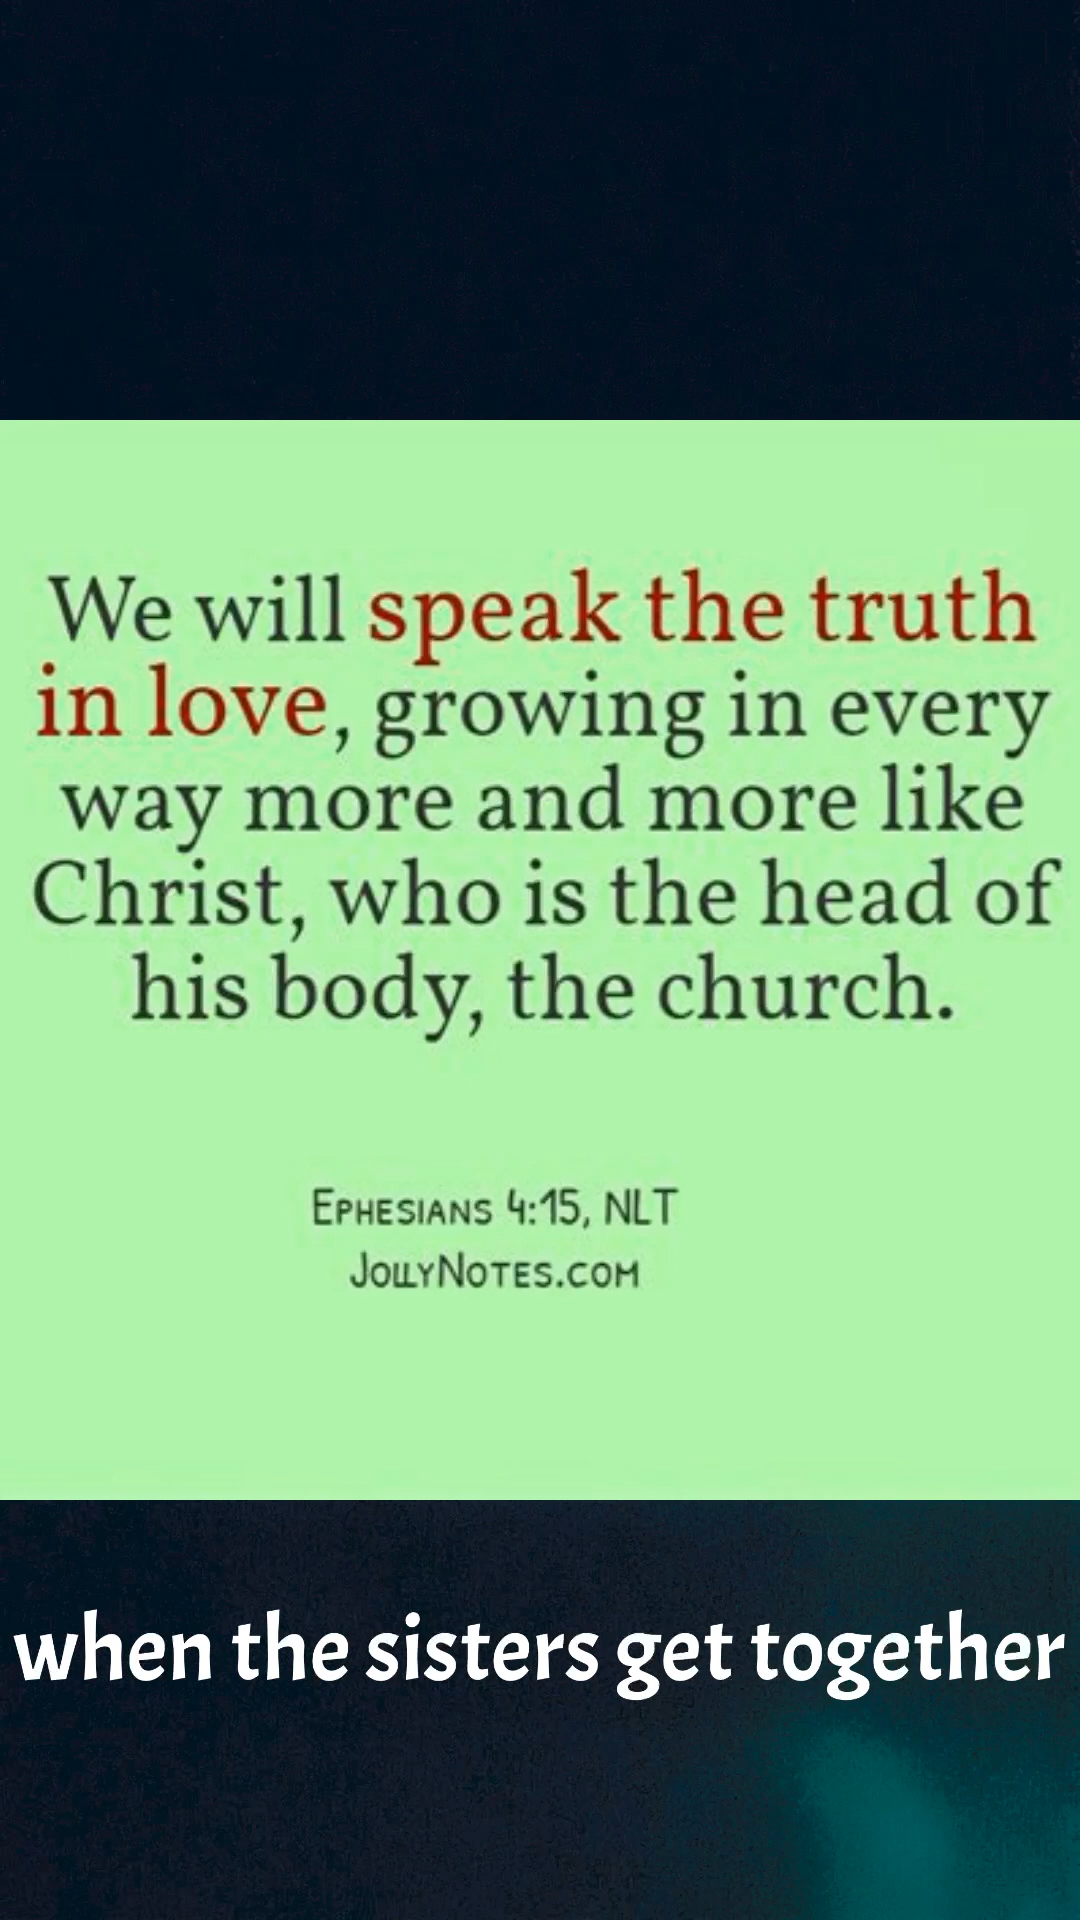 We will speak the truth
in love, growing in every
way more and more like
Christ, who is the head of
his body, the church.
Ephesians 4:15, NLT
JollyNotes.com
when the sisters get together